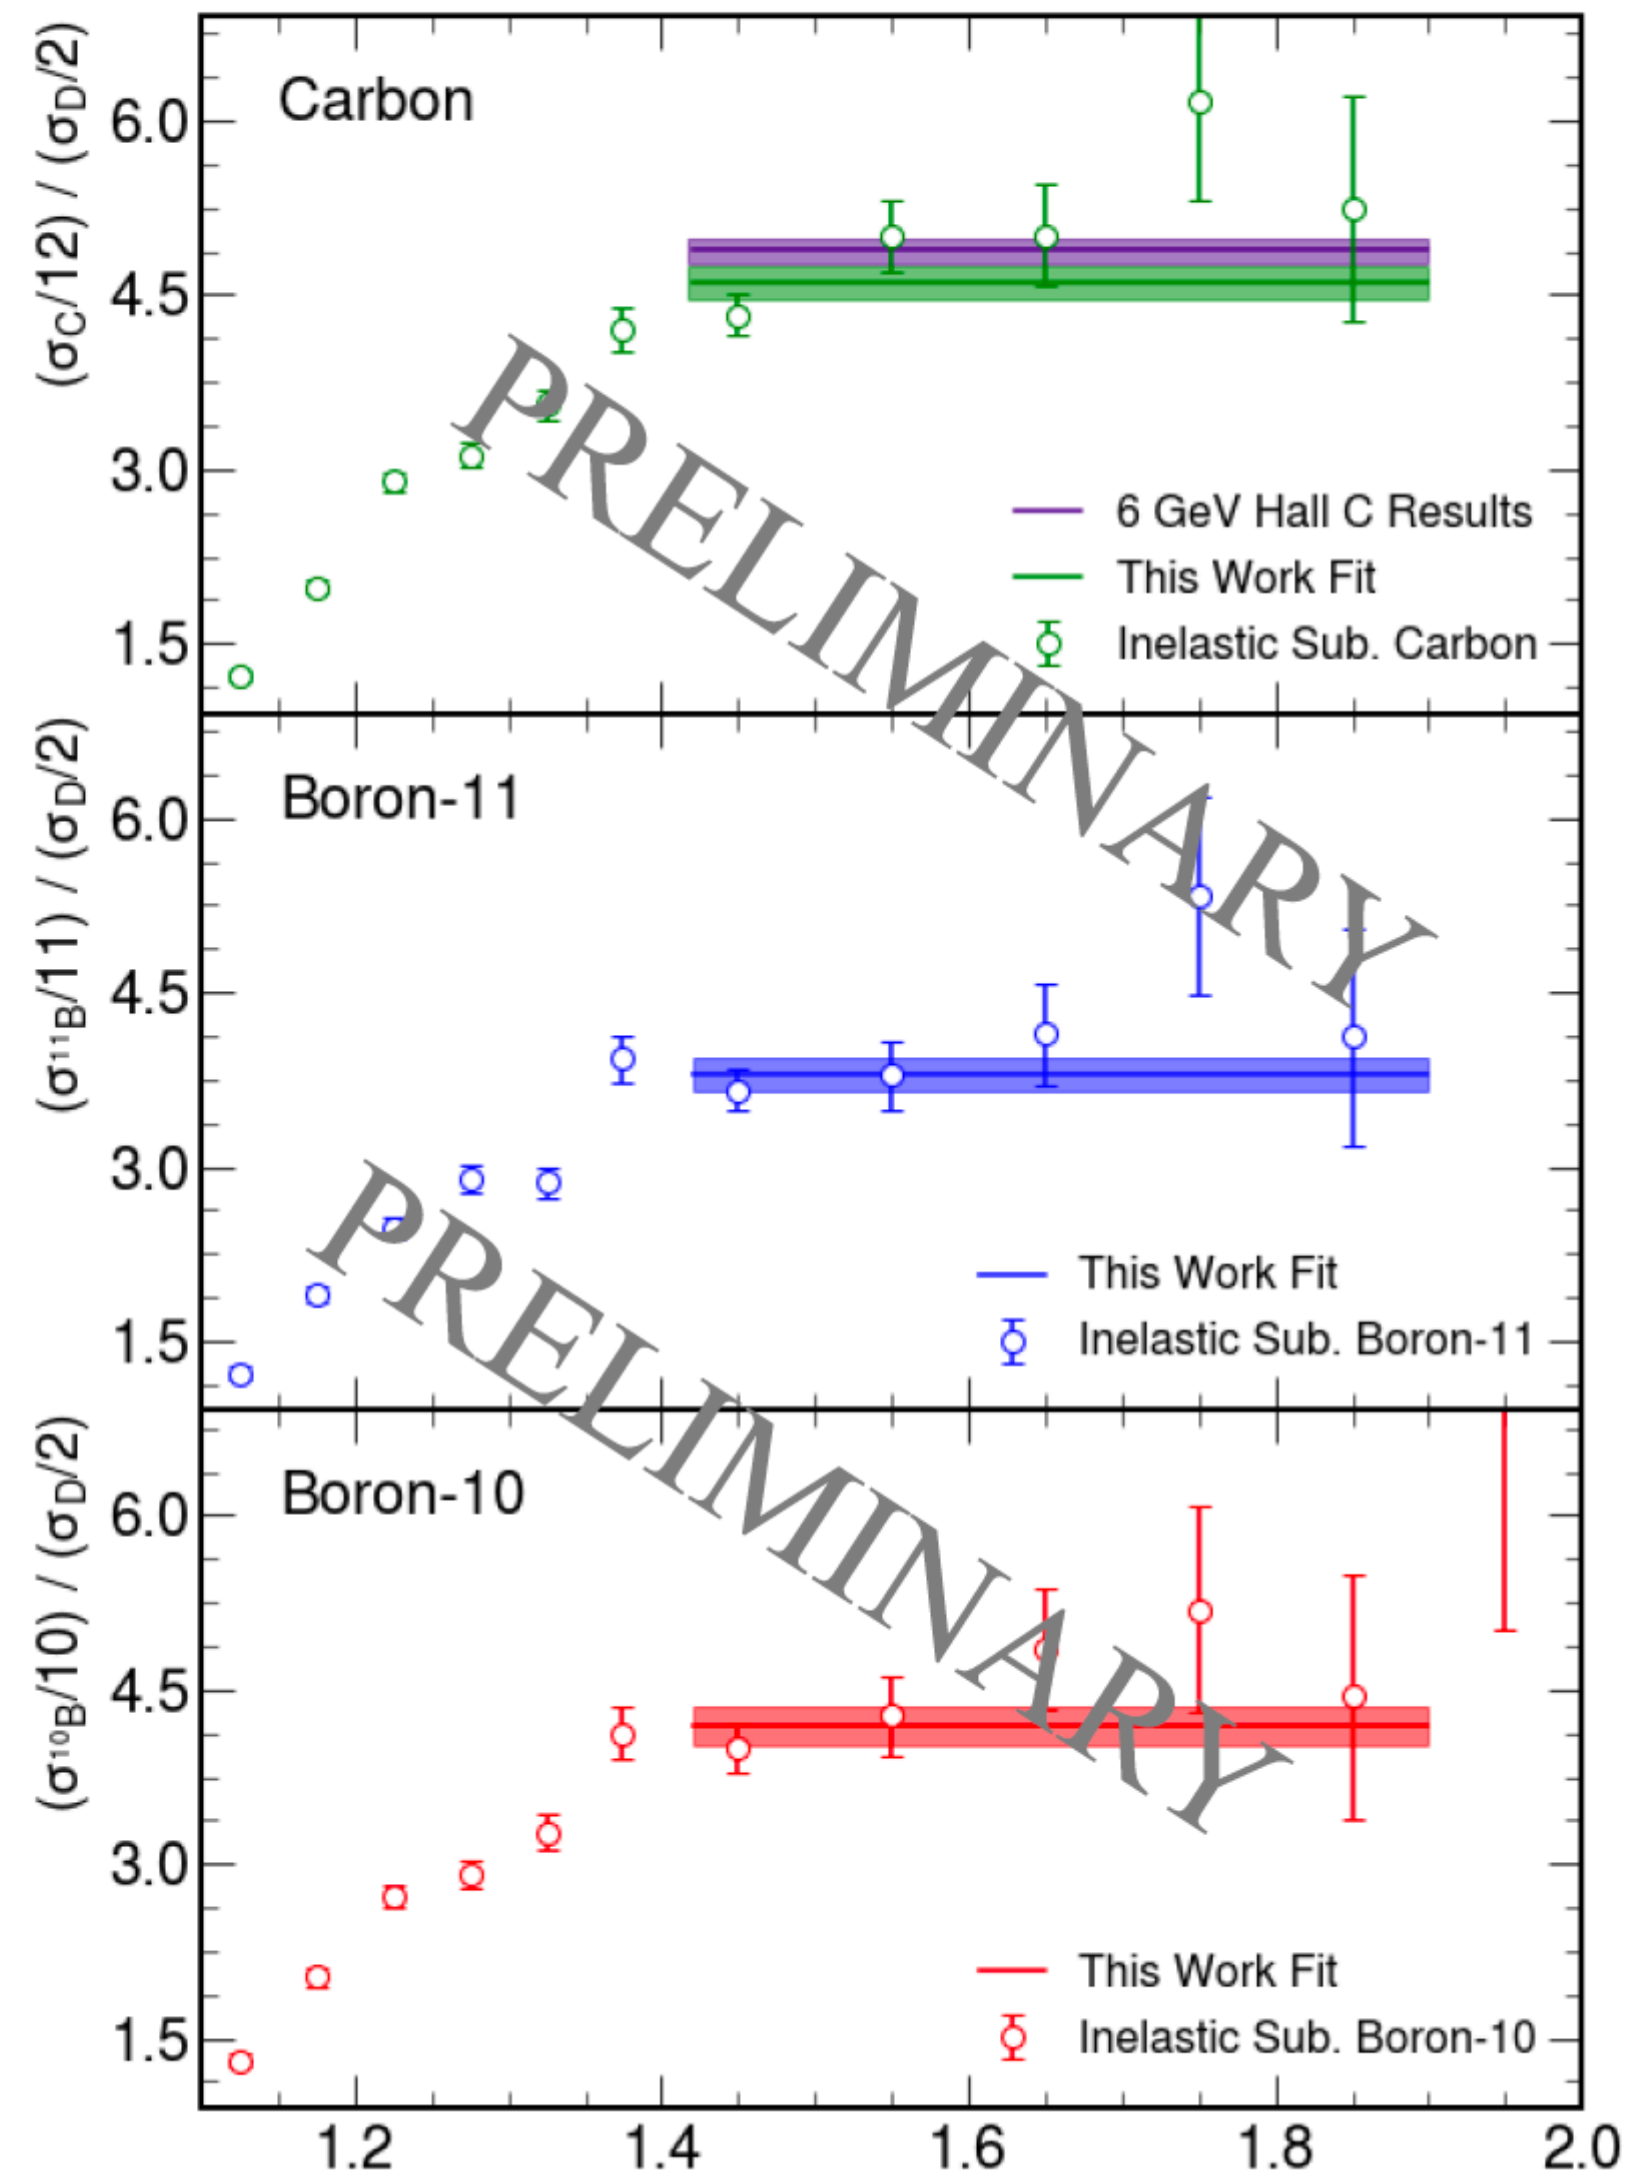 (σC/12) / (σD/2)
Carbon
6.0
4.5
3.0
1.5
6 GeV Hall C Results
This Work Fit
Inelastic Sub. Carbon
PRELIMINARY
(σ¹¹B/11) / (σD/2)
Boron-11
6.0
4.5
3.0
1.5
This Work Fit
Inelastic Sub. Boron-11
PRELIMINARY
(σ¹⁰B/10) / (σD/2)
Boron-10
6.0
4.5
3.0
1.5
This Work Fit
Inelastic Sub. Boron-10
1.2 1.4 1.6 1.8 2.0